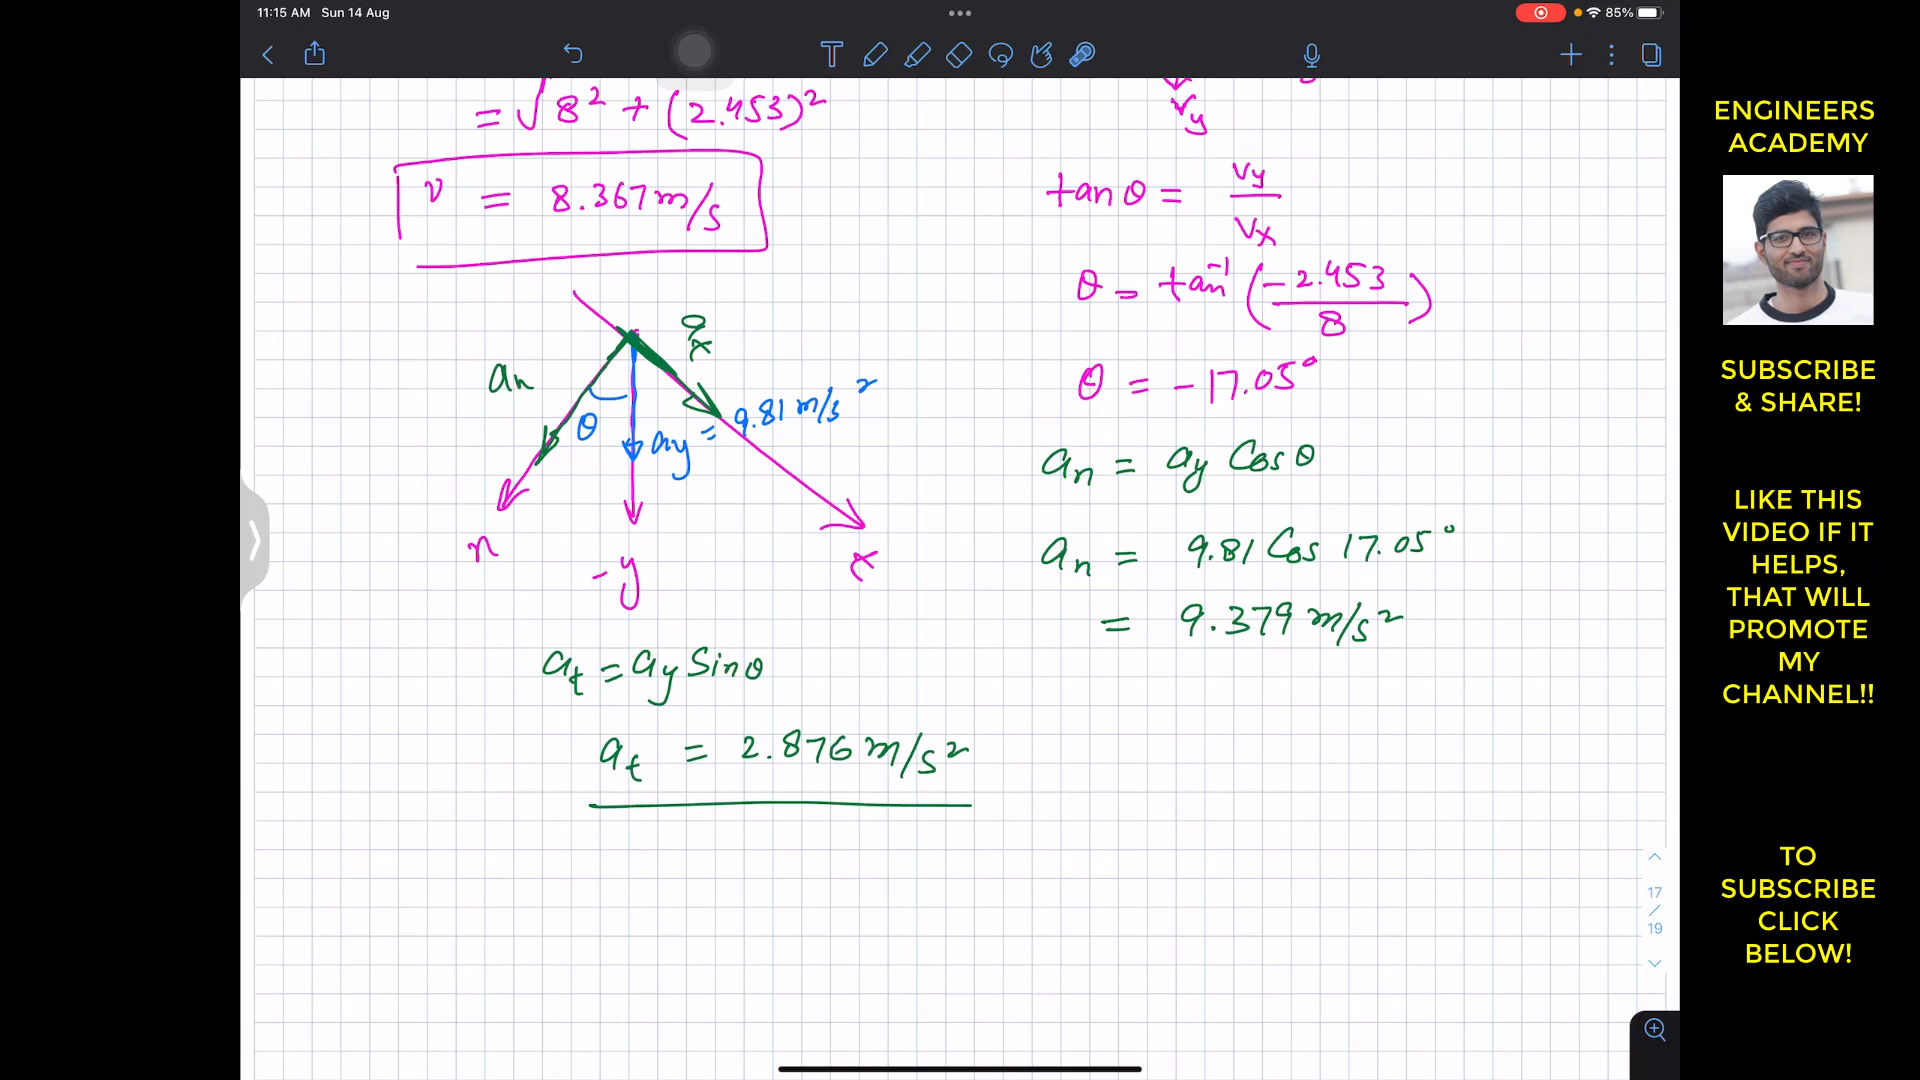 11:15 AM Sun 14 Aug
85%
= √8² + (2.453)²
v = 8.367 m/s
an
θ
ay = 9.81 m/s²
n
-y
at = ay Sinθ
at = 2.876 m/s²
vy
tan θ = vy / vx
θ = tan⁻¹ (-2.453 / 8)
θ = -17.05°
an = ay Cos θ
an = 9.81 Cos 17.05°
= 9.379 m/s²
17
/
19
ENGINEERS
ACADEMY
SUBSCRIBE
& SHARE!
LIKE THIS
VIDEO IF IT
HELPS,
THAT WILL
PROMOTE
MY
CHANNEL!!
TO
SUBSCRIBE
CLICK
BELOW!